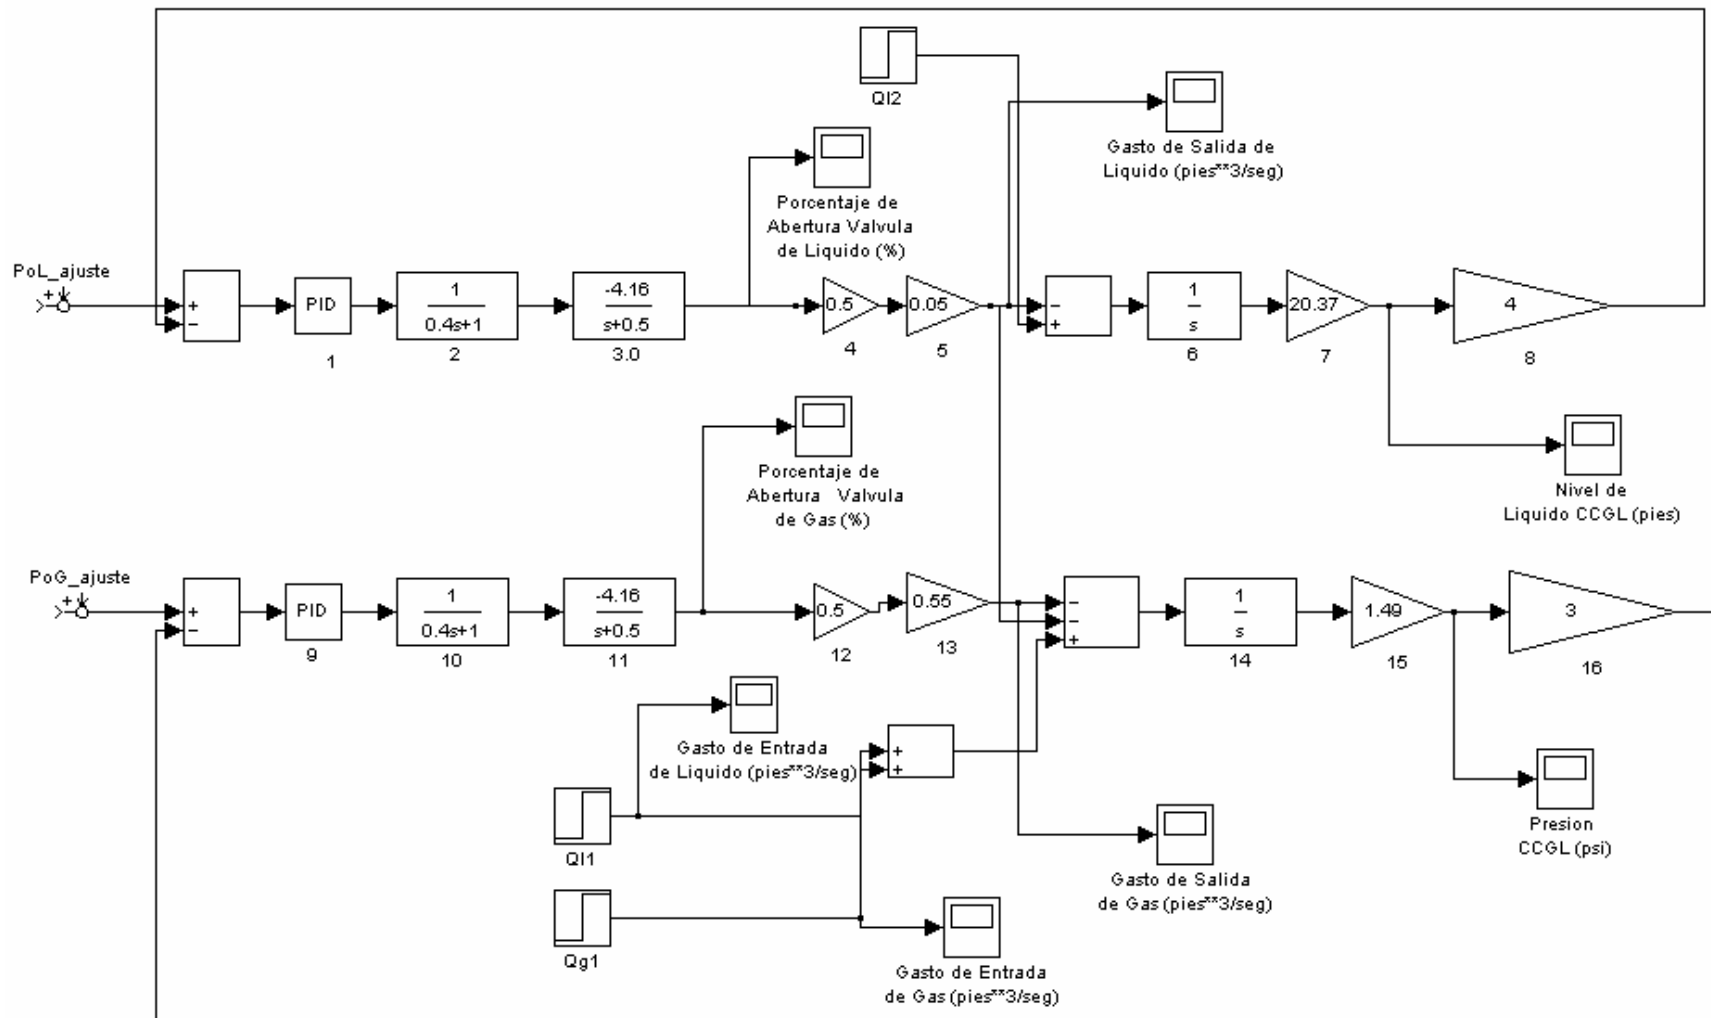 Ql2
Gasto de Salida de
Liquido (pies**3/seg)
Porcentaje de
Abertura Valvula
de Liquido (%)
PoL_ajuste
+
+
−
PID
1
1
0.4s+1
2
-4.16
s+0.5
3.0
0.5
4
0.05
5
−
+
1
s
6
20.37
7
4
8
Nivel de
Liquido CCGL (pies)
Porcentaje de
Abertura Valvula
de Gas (%)
PoG_ajuste
+
+
−
PID
9
1
0.4s+1
10
-4.16
s+0.5
11
0.5
12
0.55
13
−
−
+
1
s
14
1.49
15
3
16
Gasto de Entrada
de Liquido (pies**3/seg)
+
+
Ql1
Presion
CCGL (psi)
Gasto de Salida
de Gas (pies**3/seg)
Qg1
Gasto de Entrada
de Gas (pies**3/seg)